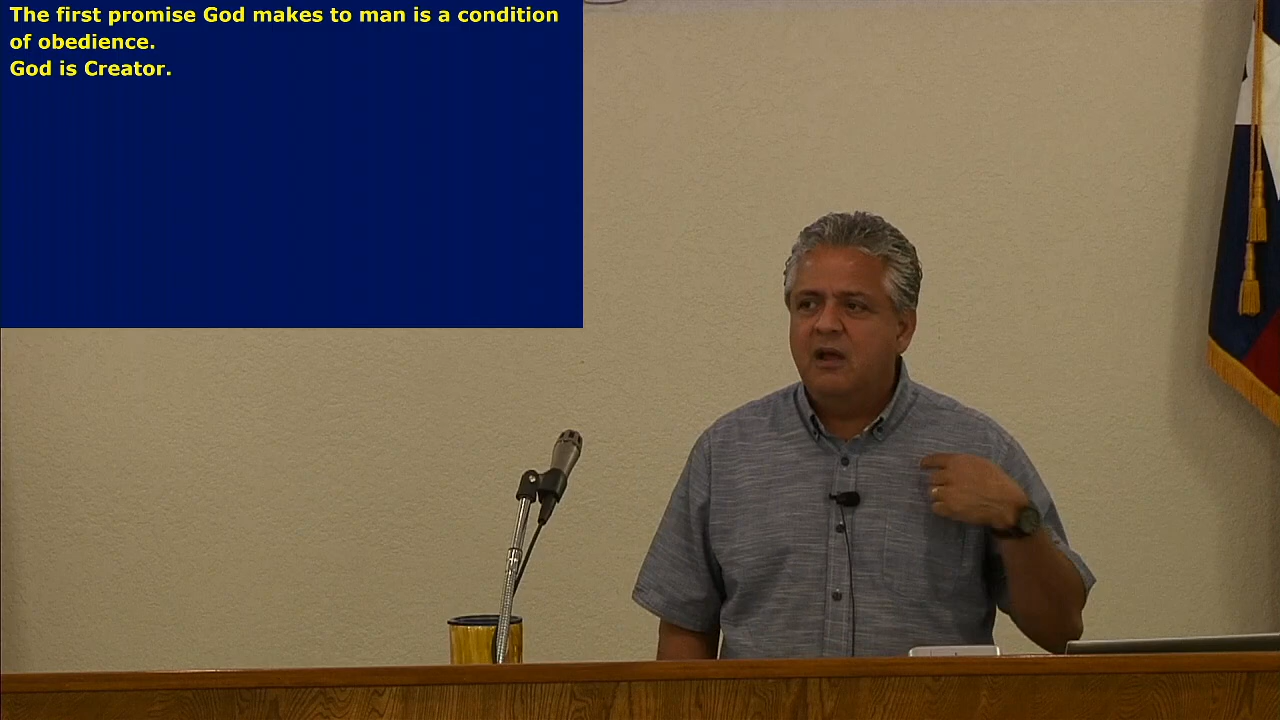 The first promise God makes to man is a condition
of obedience.
God is Creator.